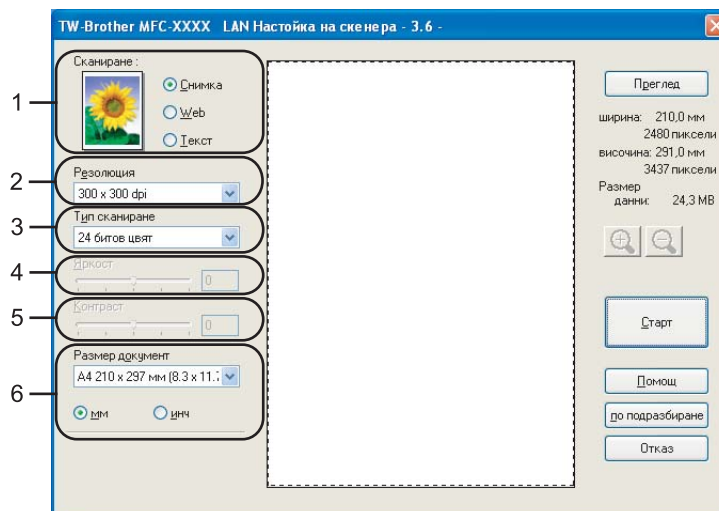 TW-Brother MFC-XXXX LAN Настойка на скенера - 3.6 -
1
Сканиране :
Снимка
Web
Текст
2
Резолюция
300 x 300 dpi
3
Тип сканиране
24 битов цвят
4
Яркост
0
5
Контраст
0
6
Размер документ
A4 210 x 297 мм (8.3 x 11.7
мм
инч
Преглед
ширина: 210,0 мм
2480 пиксели
височина: 291,0 мм
3437 пиксели
Размер
данни: 24,3 MB
Старт
Помощ
по подразбиране
Отказ